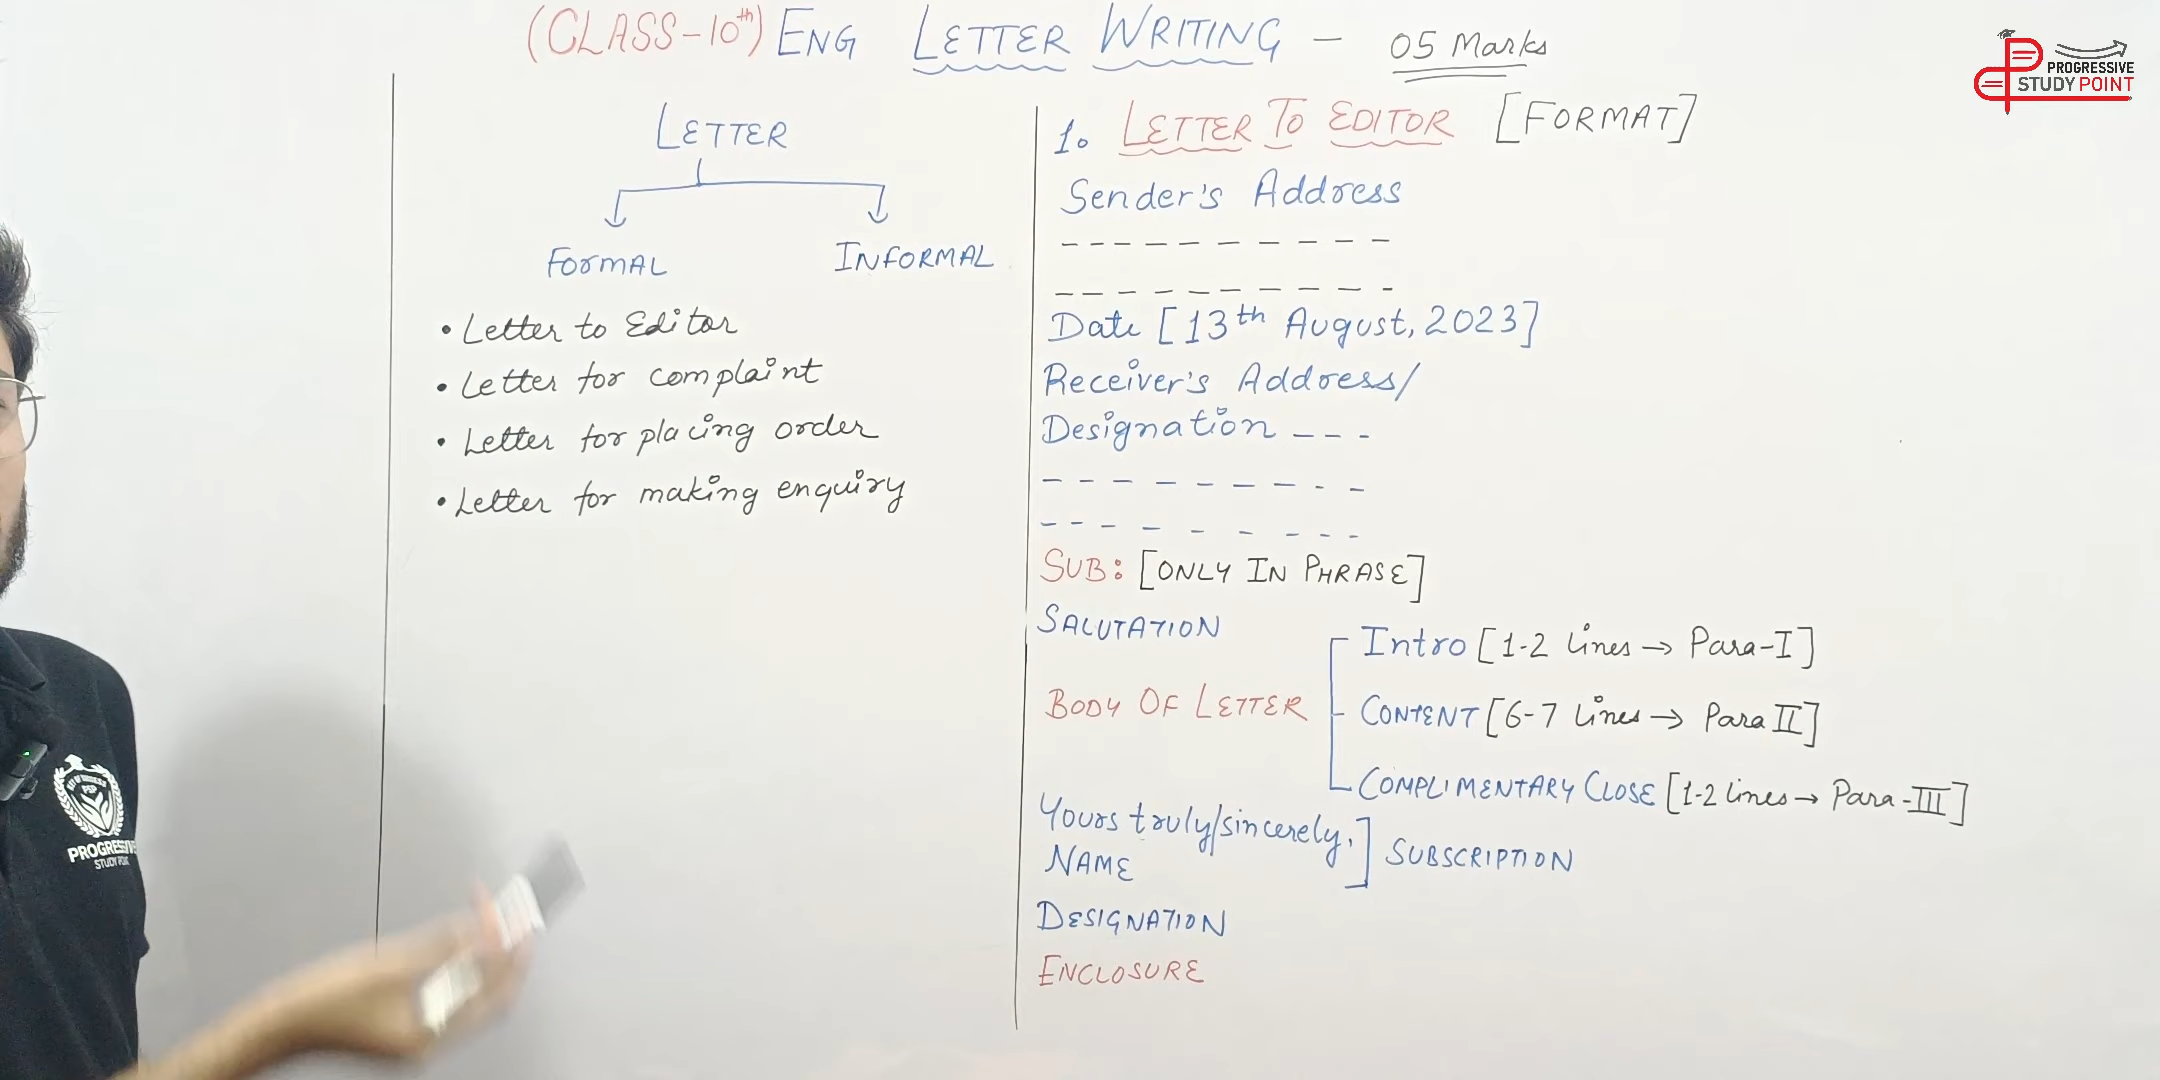 (CLASS-10th) ENG LETTER WRITING - 05 Marks
PROGRESSIVE
STUDY POINT
LETTER
FORMAL
INFORMAL
• Letter to Editor
• Letter for complaint
• Letter for placing order
• Letter for making enquiry
1. LETTER TO EDITOR [FORMAT]
Sender's Address
Date [13th August, 2023]
Receiver's Address/
Designation ---
SUB: [ONLY IN PHRASE]
SALUTATION
BODY OF LETTER
Intro [1-2 lines → Para-I]
CONTENT [6-7 lines → Para II]
COMPLIMENTARY CLOSE [1-2 lines → Para-III]
Yours truly/sincerely,] SUBSCRIPTION
NAME
DESIGNATION
ENCLOSURE
PROGRESSIVE
STUDY POINT